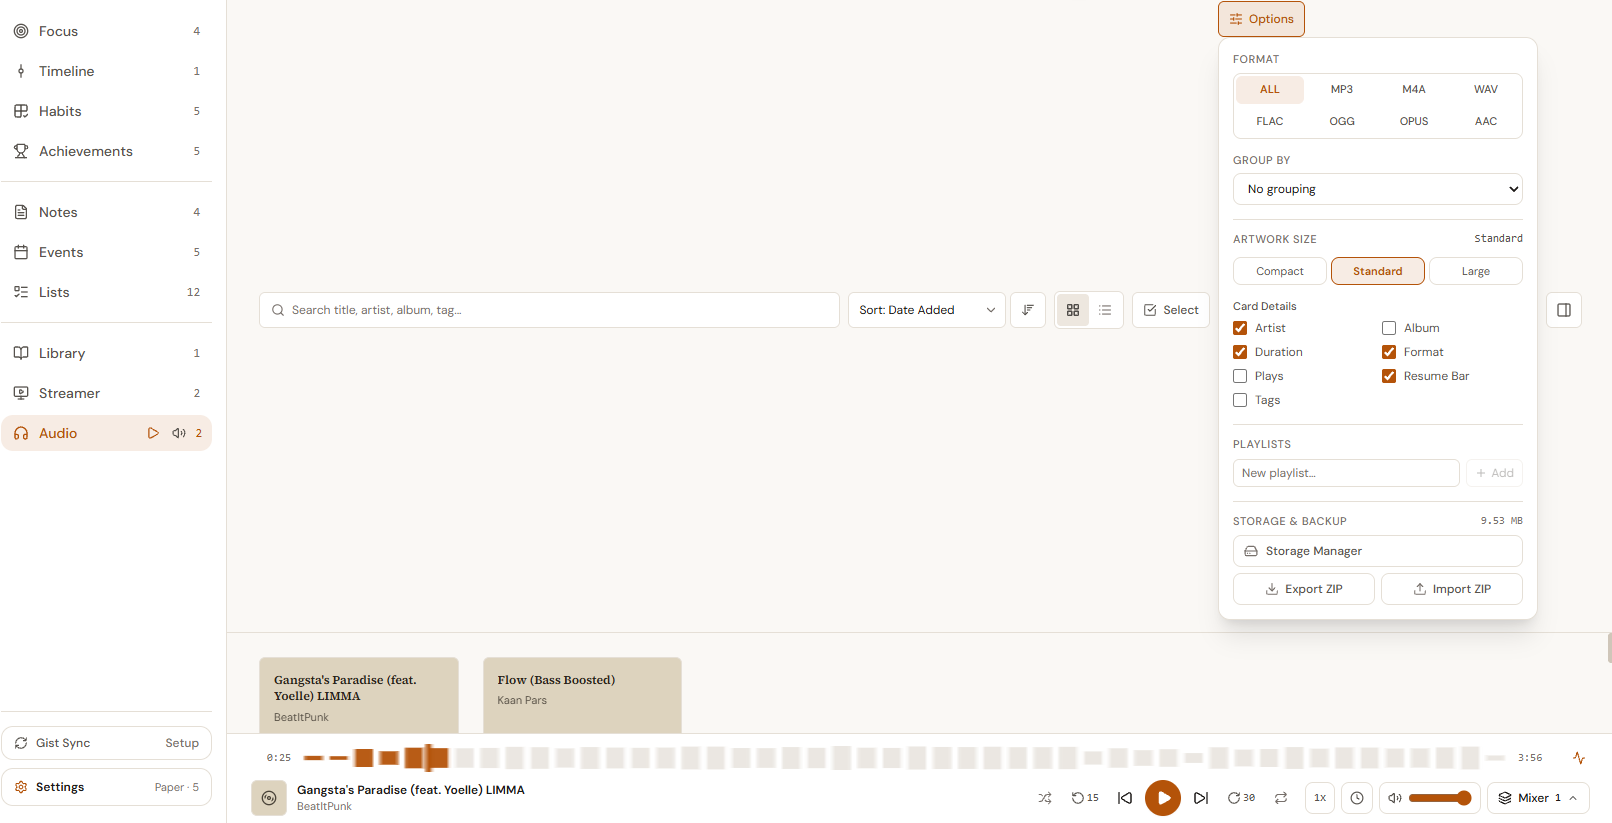 Focus 4
Timeline 1
Habits 5
Achievements 5
Notes 4
Events 5
Lists 12
Library 1
Streamer 2
Audio 2
Gist Sync Setup
Settings Paper · 5
Options
FORMAT
ALL MP3 M4A WAV
FLAC OGG OPUS AAC
GROUP BY
No grouping
ARTWORK SIZE Standard
Compact Standard Large
Search title, artist, album, tag... Sort: Date Added Select
Card Details
Artist Album
Duration Format
Plays Resume Bar
Tags
PLAYLISTS
New playlist... + Add
STORAGE & BACKUP 9.53 MB
Storage Manager
Export ZIP Import ZIP
Gangsta's Paradise (feat.
Yoelle) LIMMA
BeatItPunk
Flow (Bass Boosted)
Kaan Pars
0:25 3:56
Gangsta's Paradise (feat. Yoelle) LIMMA
BeatItPunk
15 30 1x Mixer 1